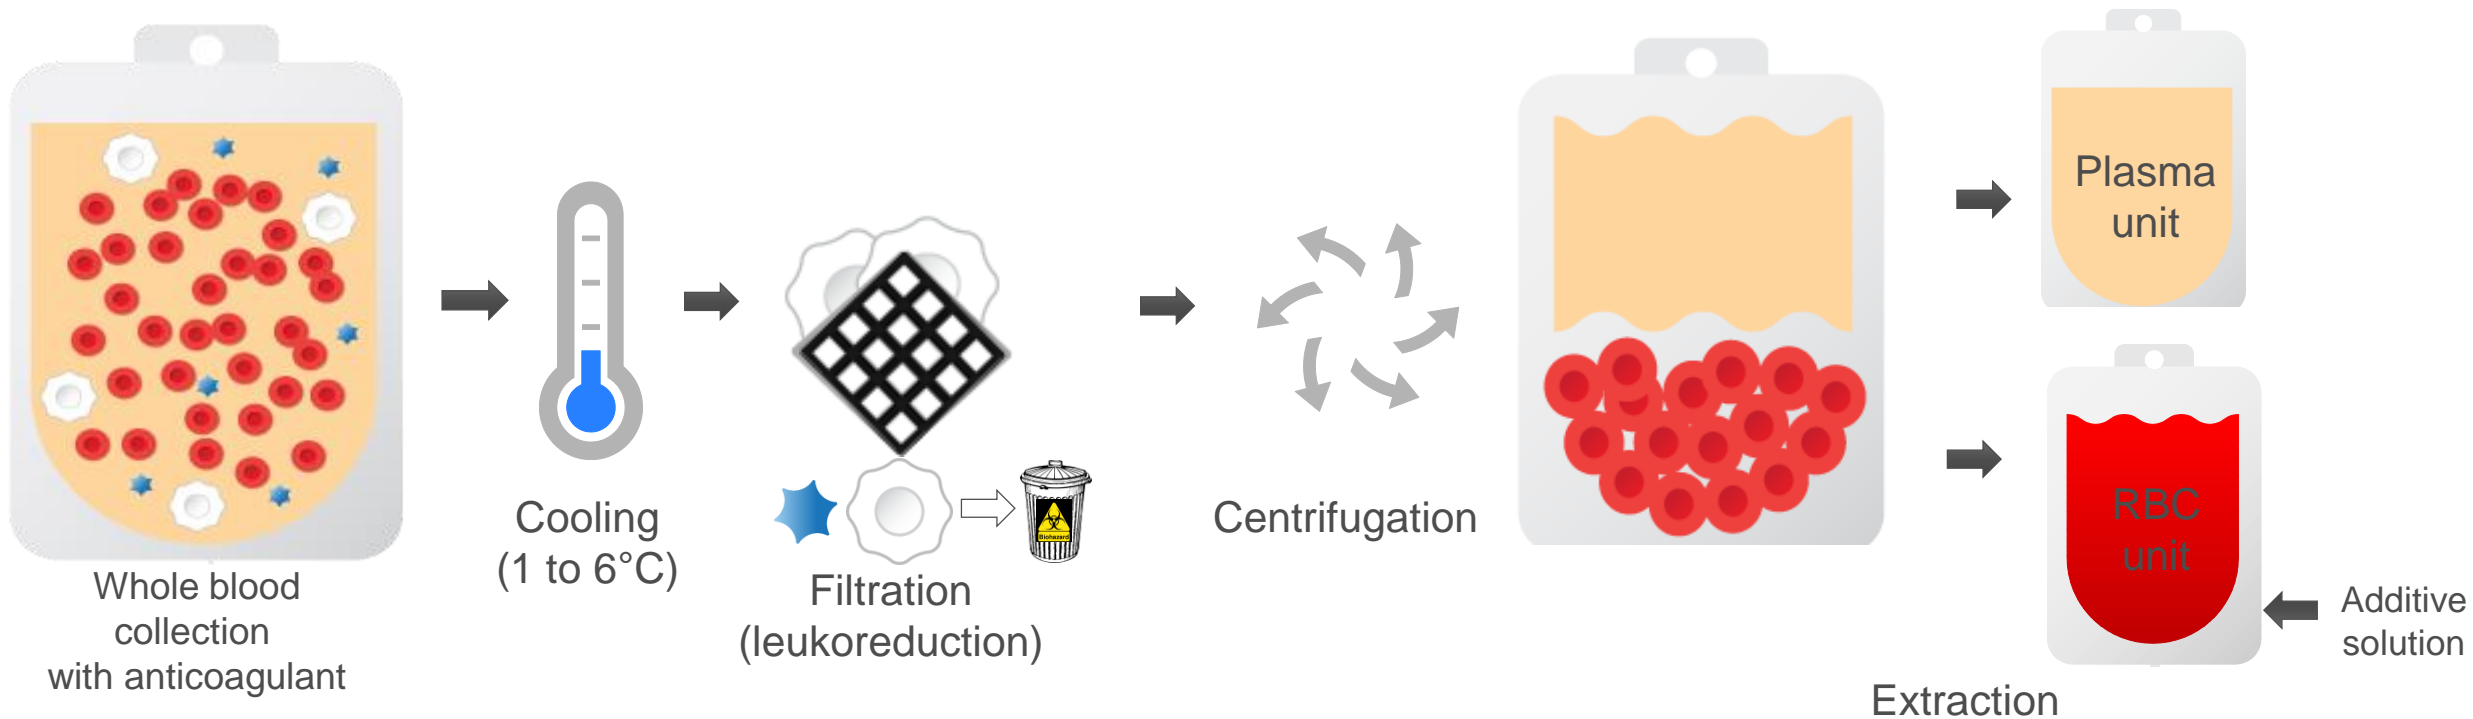 Whole blood
collection
with anticoagulant
Cooling
(1 to 6°C)
Biohazard
Filtration
(leukoreduction)
Centrifugation
Plasma
unit
RBC
unit
Additive
solution
Extraction